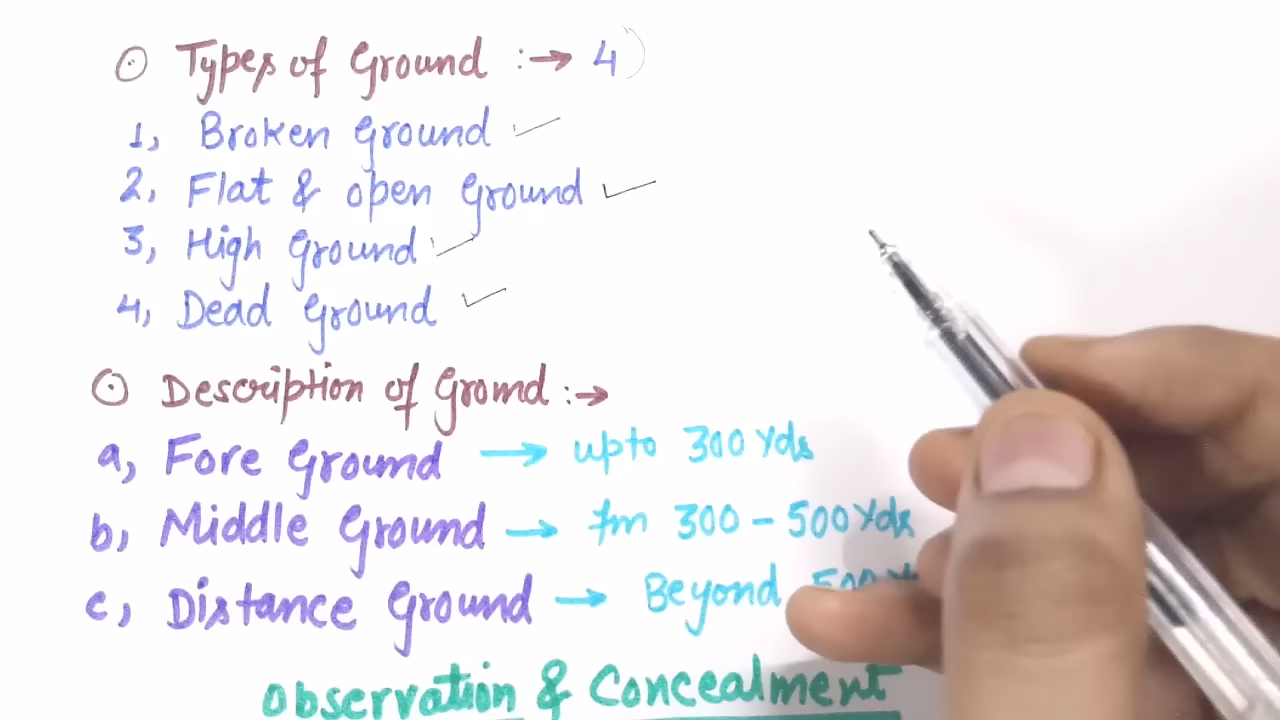 Types of Ground :→ 4)
1, Broken Ground
2, Flat & open Ground
3, High Ground
4, Dead Ground
Description of Ground :→
a, Fore Ground → upto 300 Yds
b, Middle Ground → fm 300 - 500 Yds
c, Distance Ground → Beyond 500
Observation & Concealment